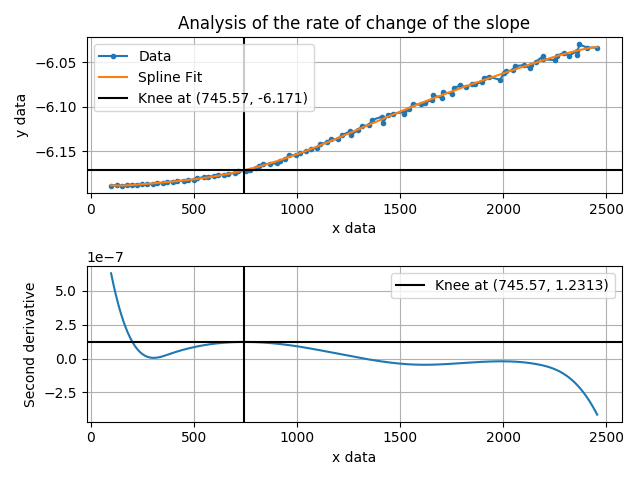 Analysis of the rate of change of the slope
Data
Spline Fit
Knee at (745.57, -6.171)
−6.05
−6.10
−6.15
y data
0 500 1000 1500 2000 2500
x data
1e−7
Knee at (745.57, 1.2313)
5.0
2.5
0.0
−2.5
Second derivative
0 500 1000 1500 2000 2500
x data